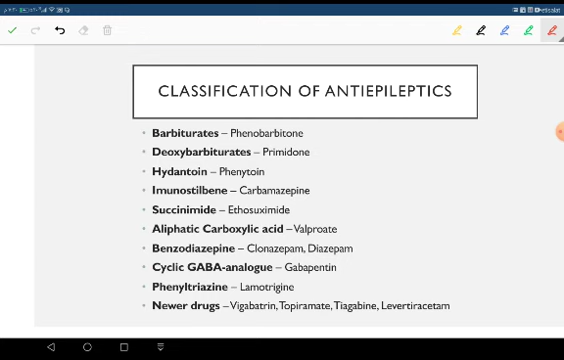 CLASSIFICATION OF ANTIEPILEPTICS
• Barbiturates – Phenobarbitone
• Deoxybarbiturates – Primidone
• Hydantoin – Phenytoin
• Imunostilbene – Carbamazepine
• Succinimide – Ethosuximide
• Aliphatic Carboxylic acid – Valproate
• Benzodiazepine – Clonazepam, Diazepam
• Cyclic GABA-analogue – Gabapentin
• Phenyltriazine – Lamotrigine
• Newer drugs – Vigabatrin, Topiramate, Tiagabine, Levertiracetam